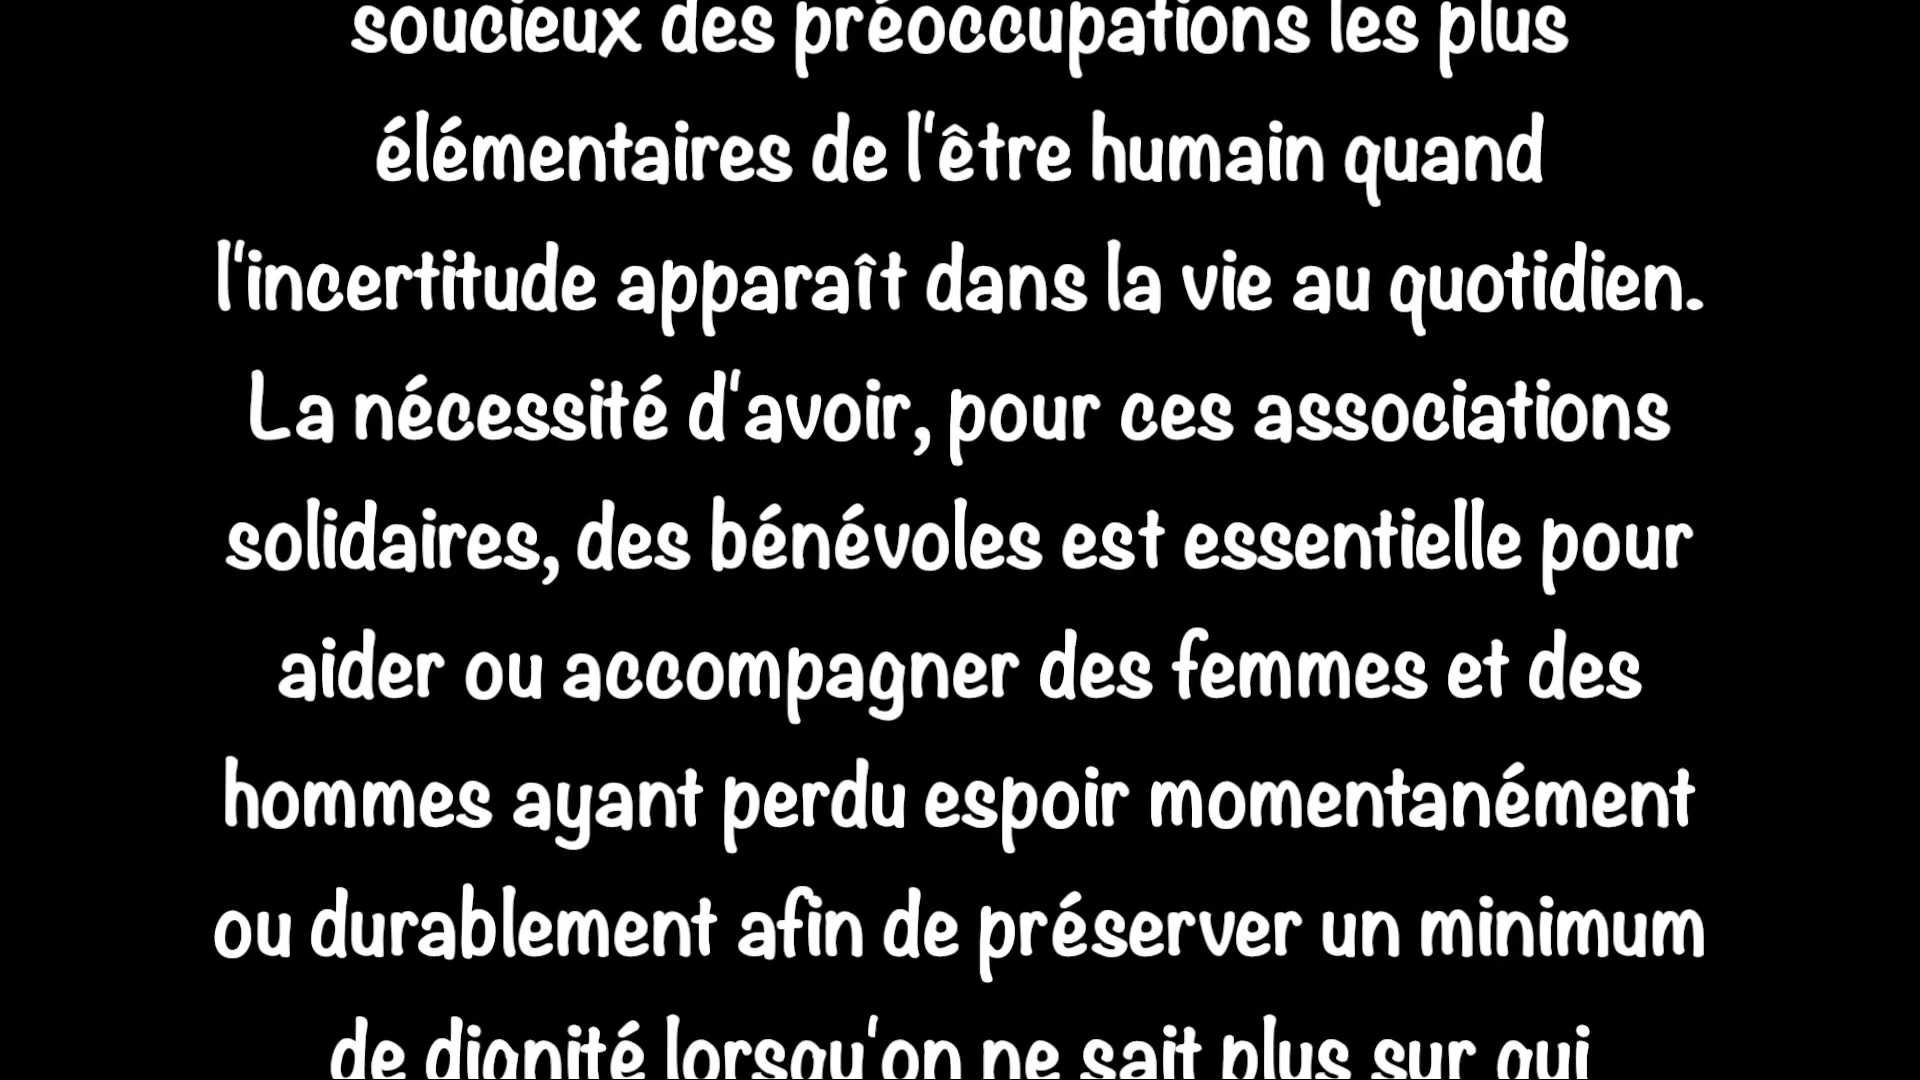 soucieux des préoccupations les plus
élémentaires de l'être humain quand
l'incertitude apparaît dans la vie au quotidien.
La nécessité d'avoir, pour ces associations
solidaires, des bénévoles est essentielle pour
aider ou accompagner des femmes et des
hommes ayant perdu espoir momentanément
ou durablement afin de préserver un minimum
de dignité lorsqu'on ne sait plus sur qui